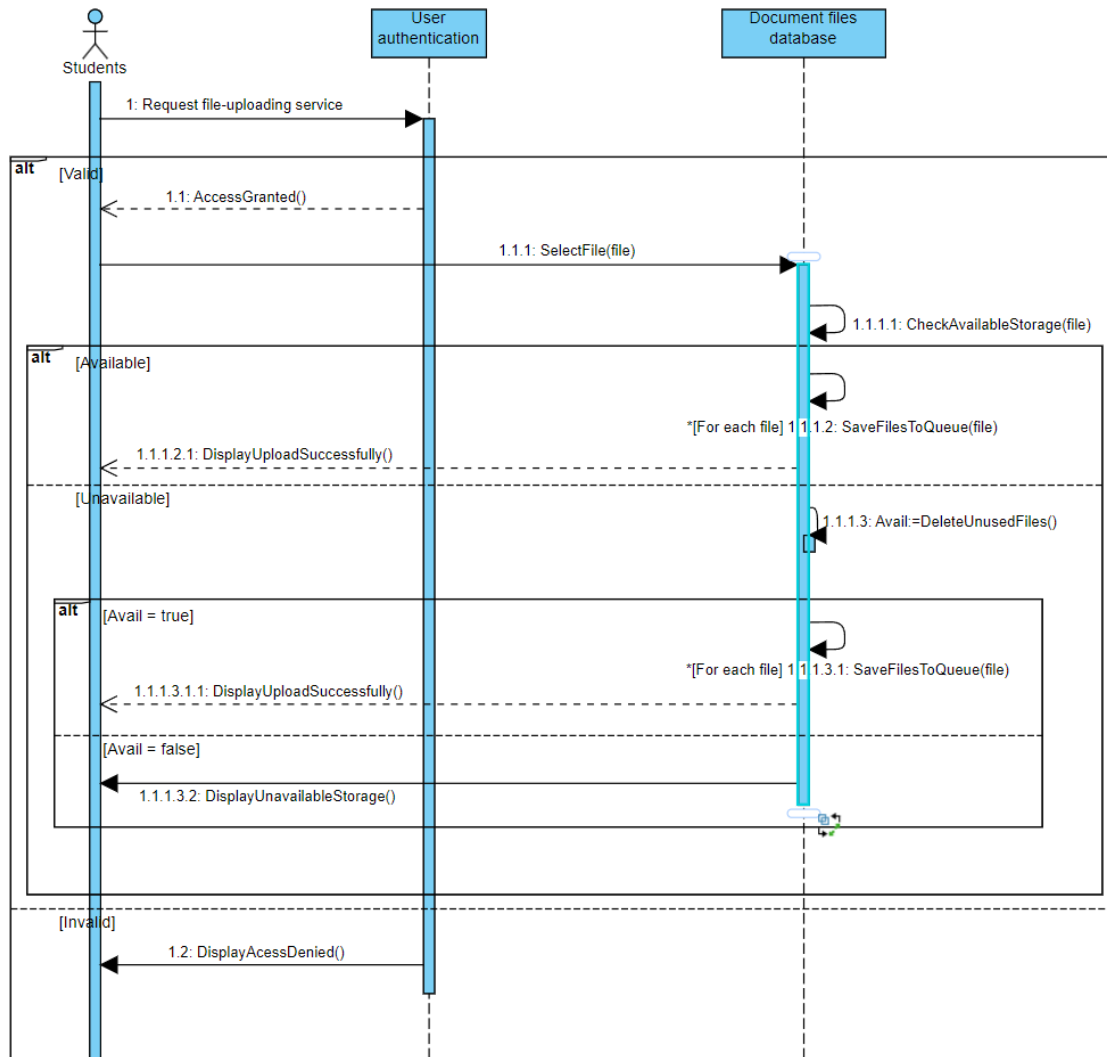 User
authentication
Document files
database
Students
1: Request file-uploading service
alt
[Valid]
1.1: AccessGranted()
1.1.1: SelectFile(file)
1.1.1.1: CheckAvailableStorage(file)
alt
[Available]
*[For each file] 1.1.1.2: SaveFilesToQueue(file)
1.1.1.2.1: DisplayUploadSuccessfully()
[Unavailable]
1.1.1.3: Avail:=DeleteUnusedFiles()
alt
[Avail = true]
*[For each file] 1.1.1.3.1: SaveFilesToQueue(file)
1.1.1.3.1.1: DisplayUploadSuccessfully()
[Avail = false]
1.1.1.3.2: DisplayUnavailableStorage()
[Invalid]
1.2: DisplayAcessDenied()